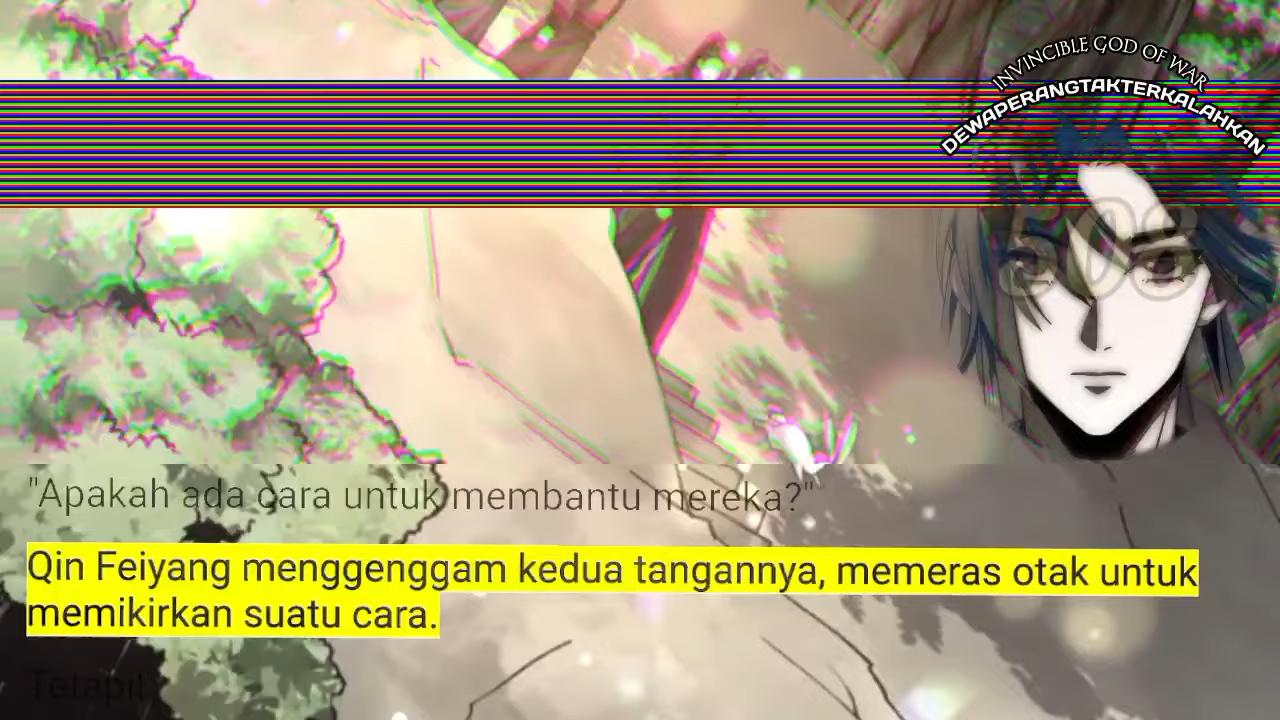 INVINCIBLE GOD OF WAR
DEWAPERANGTAKTERKALAHKAN
508
"Apakah ada cara untuk membantu mereka?"
Qin Feiyang menggenggam kedua tangannya, memeras otak untuk
memikirkan suatu cara.
Tetapi!